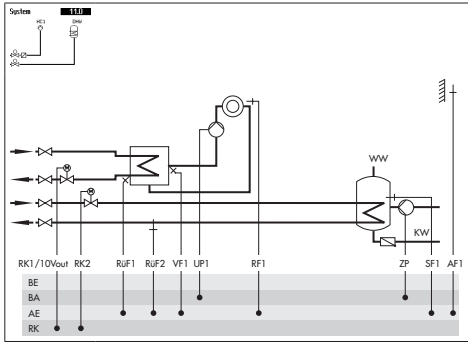 System 11.0
HC1 DHW
M
M
WW
KW
RK1/10Vout RK2 RüF1 RüF2 VF1 UP1 RF1 ZP SF1 AF1
BE
BA
AE
RK